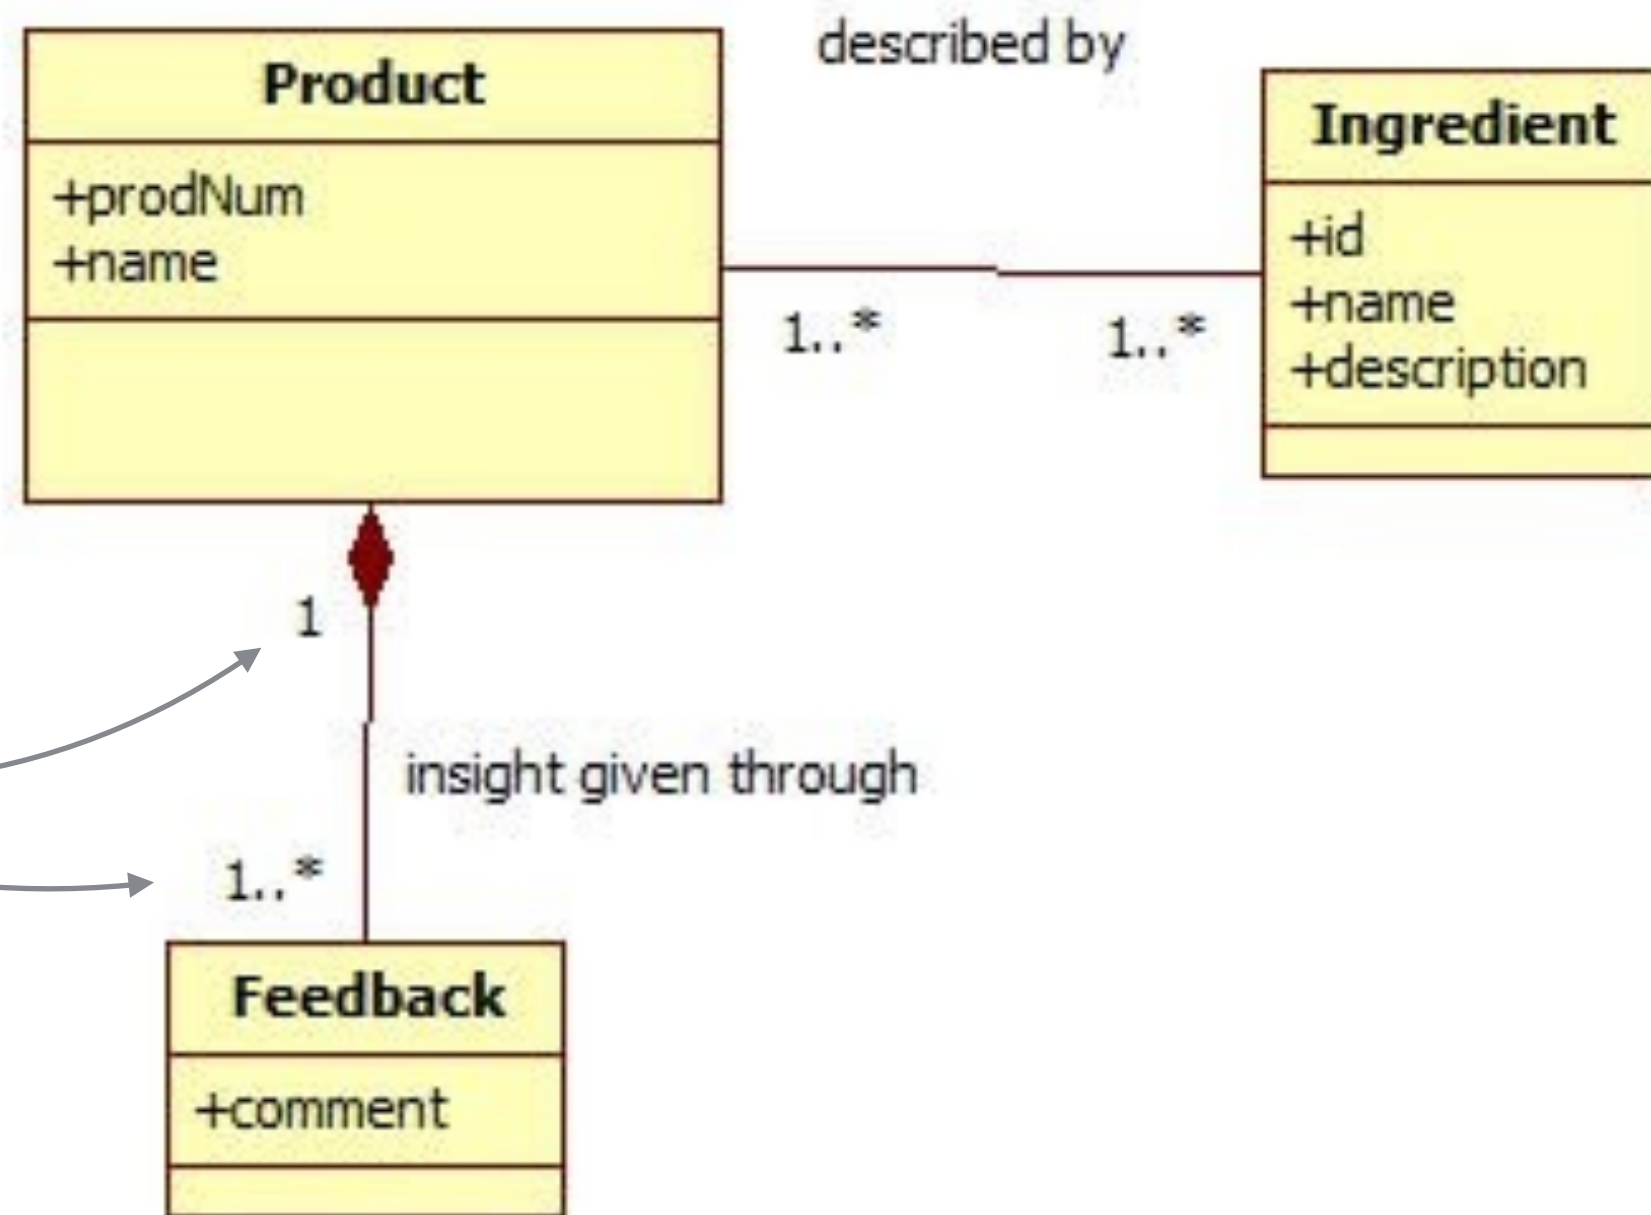 described by
Product
+prodNum
+name
Ingredient
+id
+name
+description
1..*
1..*
1
insight given through
1..*
Feedback
+comment